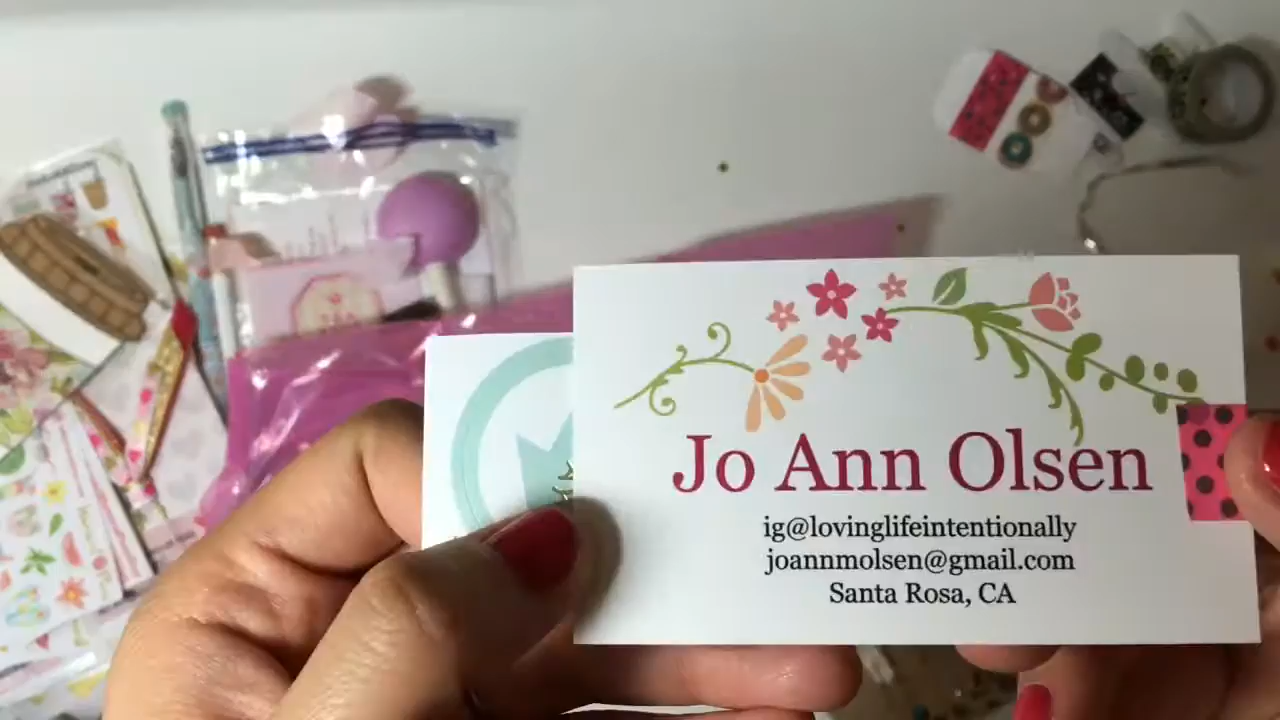 Jo Ann Olsen
ig@lovinglifeintentionally
joannmolsen@gmail.com
Santa Rosa, CA